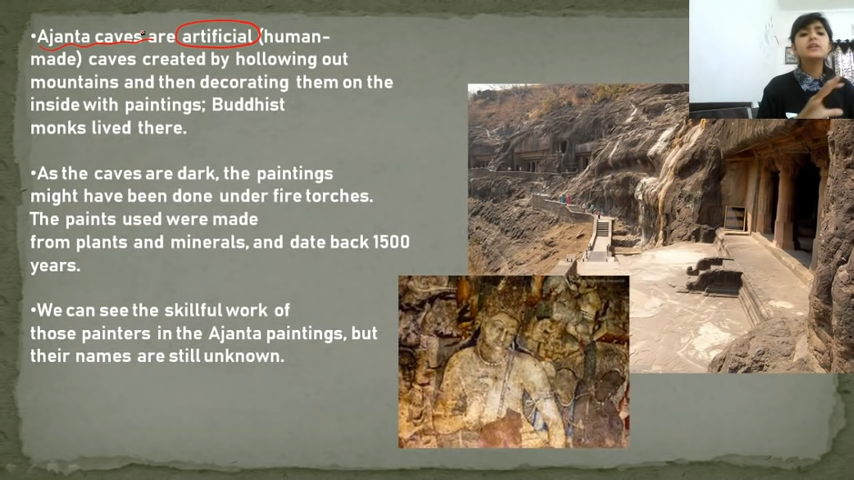 •Ajanta caves are artificial (human-
made) caves created by hollowing out
mountains and then decorating them on the
inside with paintings; Buddhist
monks lived there.
•As the caves are dark, the paintings
might have been done under fire torches.
The paints used were made
from plants and minerals, and date back 1500
years.
•We can see the skillful work of
those painters in the Ajanta paintings, but
their names are still unknown.